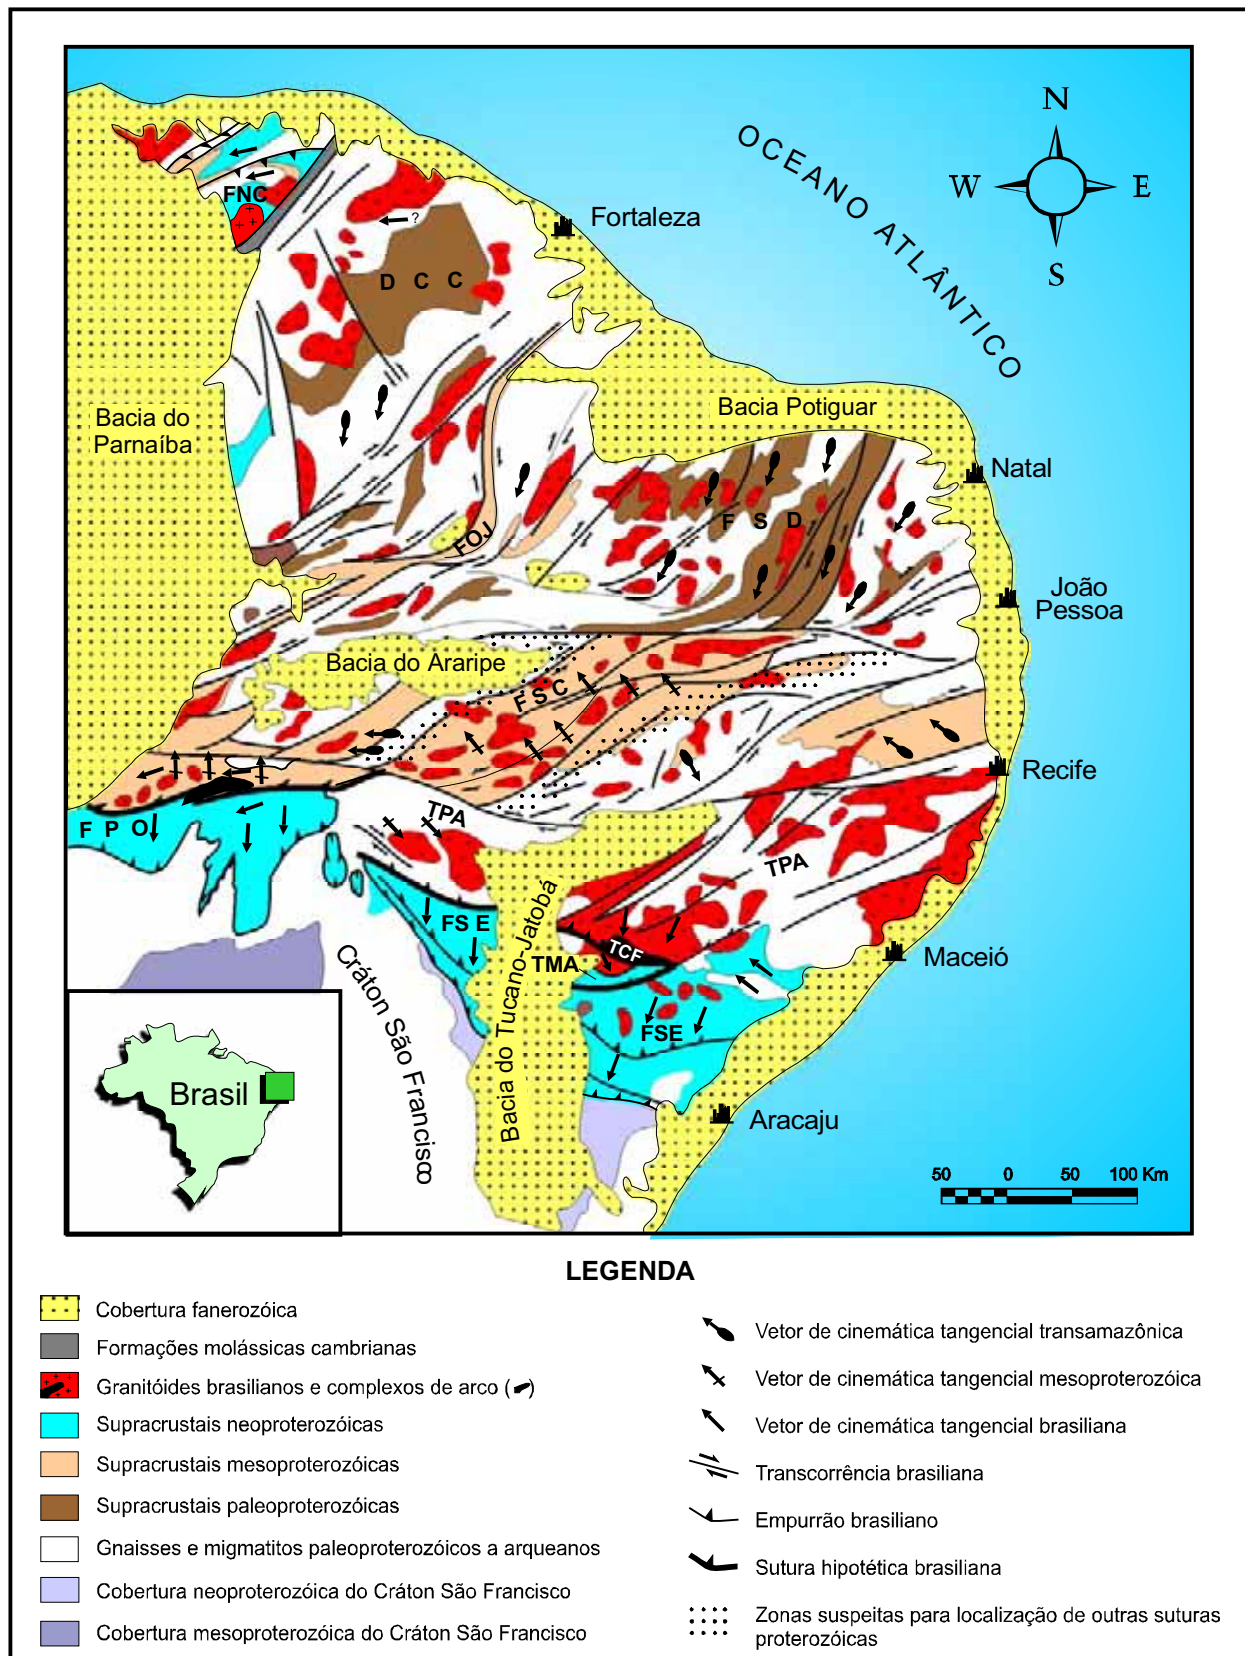 N
W
E
S
OCEANO ATLÂNTICO
FNC
?
Fortaleza
D C C
Bacia do
Parnaíba
Bacia Potiguar
Natal
F S D
FOJ
João
Pessoa
Bacia do Araripe
F S C
Recife
F P O
TPA
TPA
FS E
Bacia do Tucano-Jatobá
TCF
TMA
Maceió
Cráton São Francisco
FSE
Brasil
Aracaju
50 0 50 100 Km
LEGENDA
Cobertura fanerozóica
Formações molássicas cambrianas
Granitóides brasilianos e complexos de arco ( )
Supracrustais neoproterozóicas
Supracrustais mesoproterozóicas
Supracrustais paleoproterozóicas
Gnaisses e migmatitos paleoproterozóicos a arqueanos
Cobertura neoproterozóica do Cráton São Francisco
Cobertura mesoproterozóica do Cráton São Francisco
Vetor de cinemática tangencial transamazônica
Vetor de cinemática tangencial mesoproterozóica
Vetor de cinemática tangencial brasiliana
Transcorrência brasiliana
Empurrão brasiliano
Sutura hipotética brasiliana
Zonas suspeitas para localização de outras suturas
proterozóicas